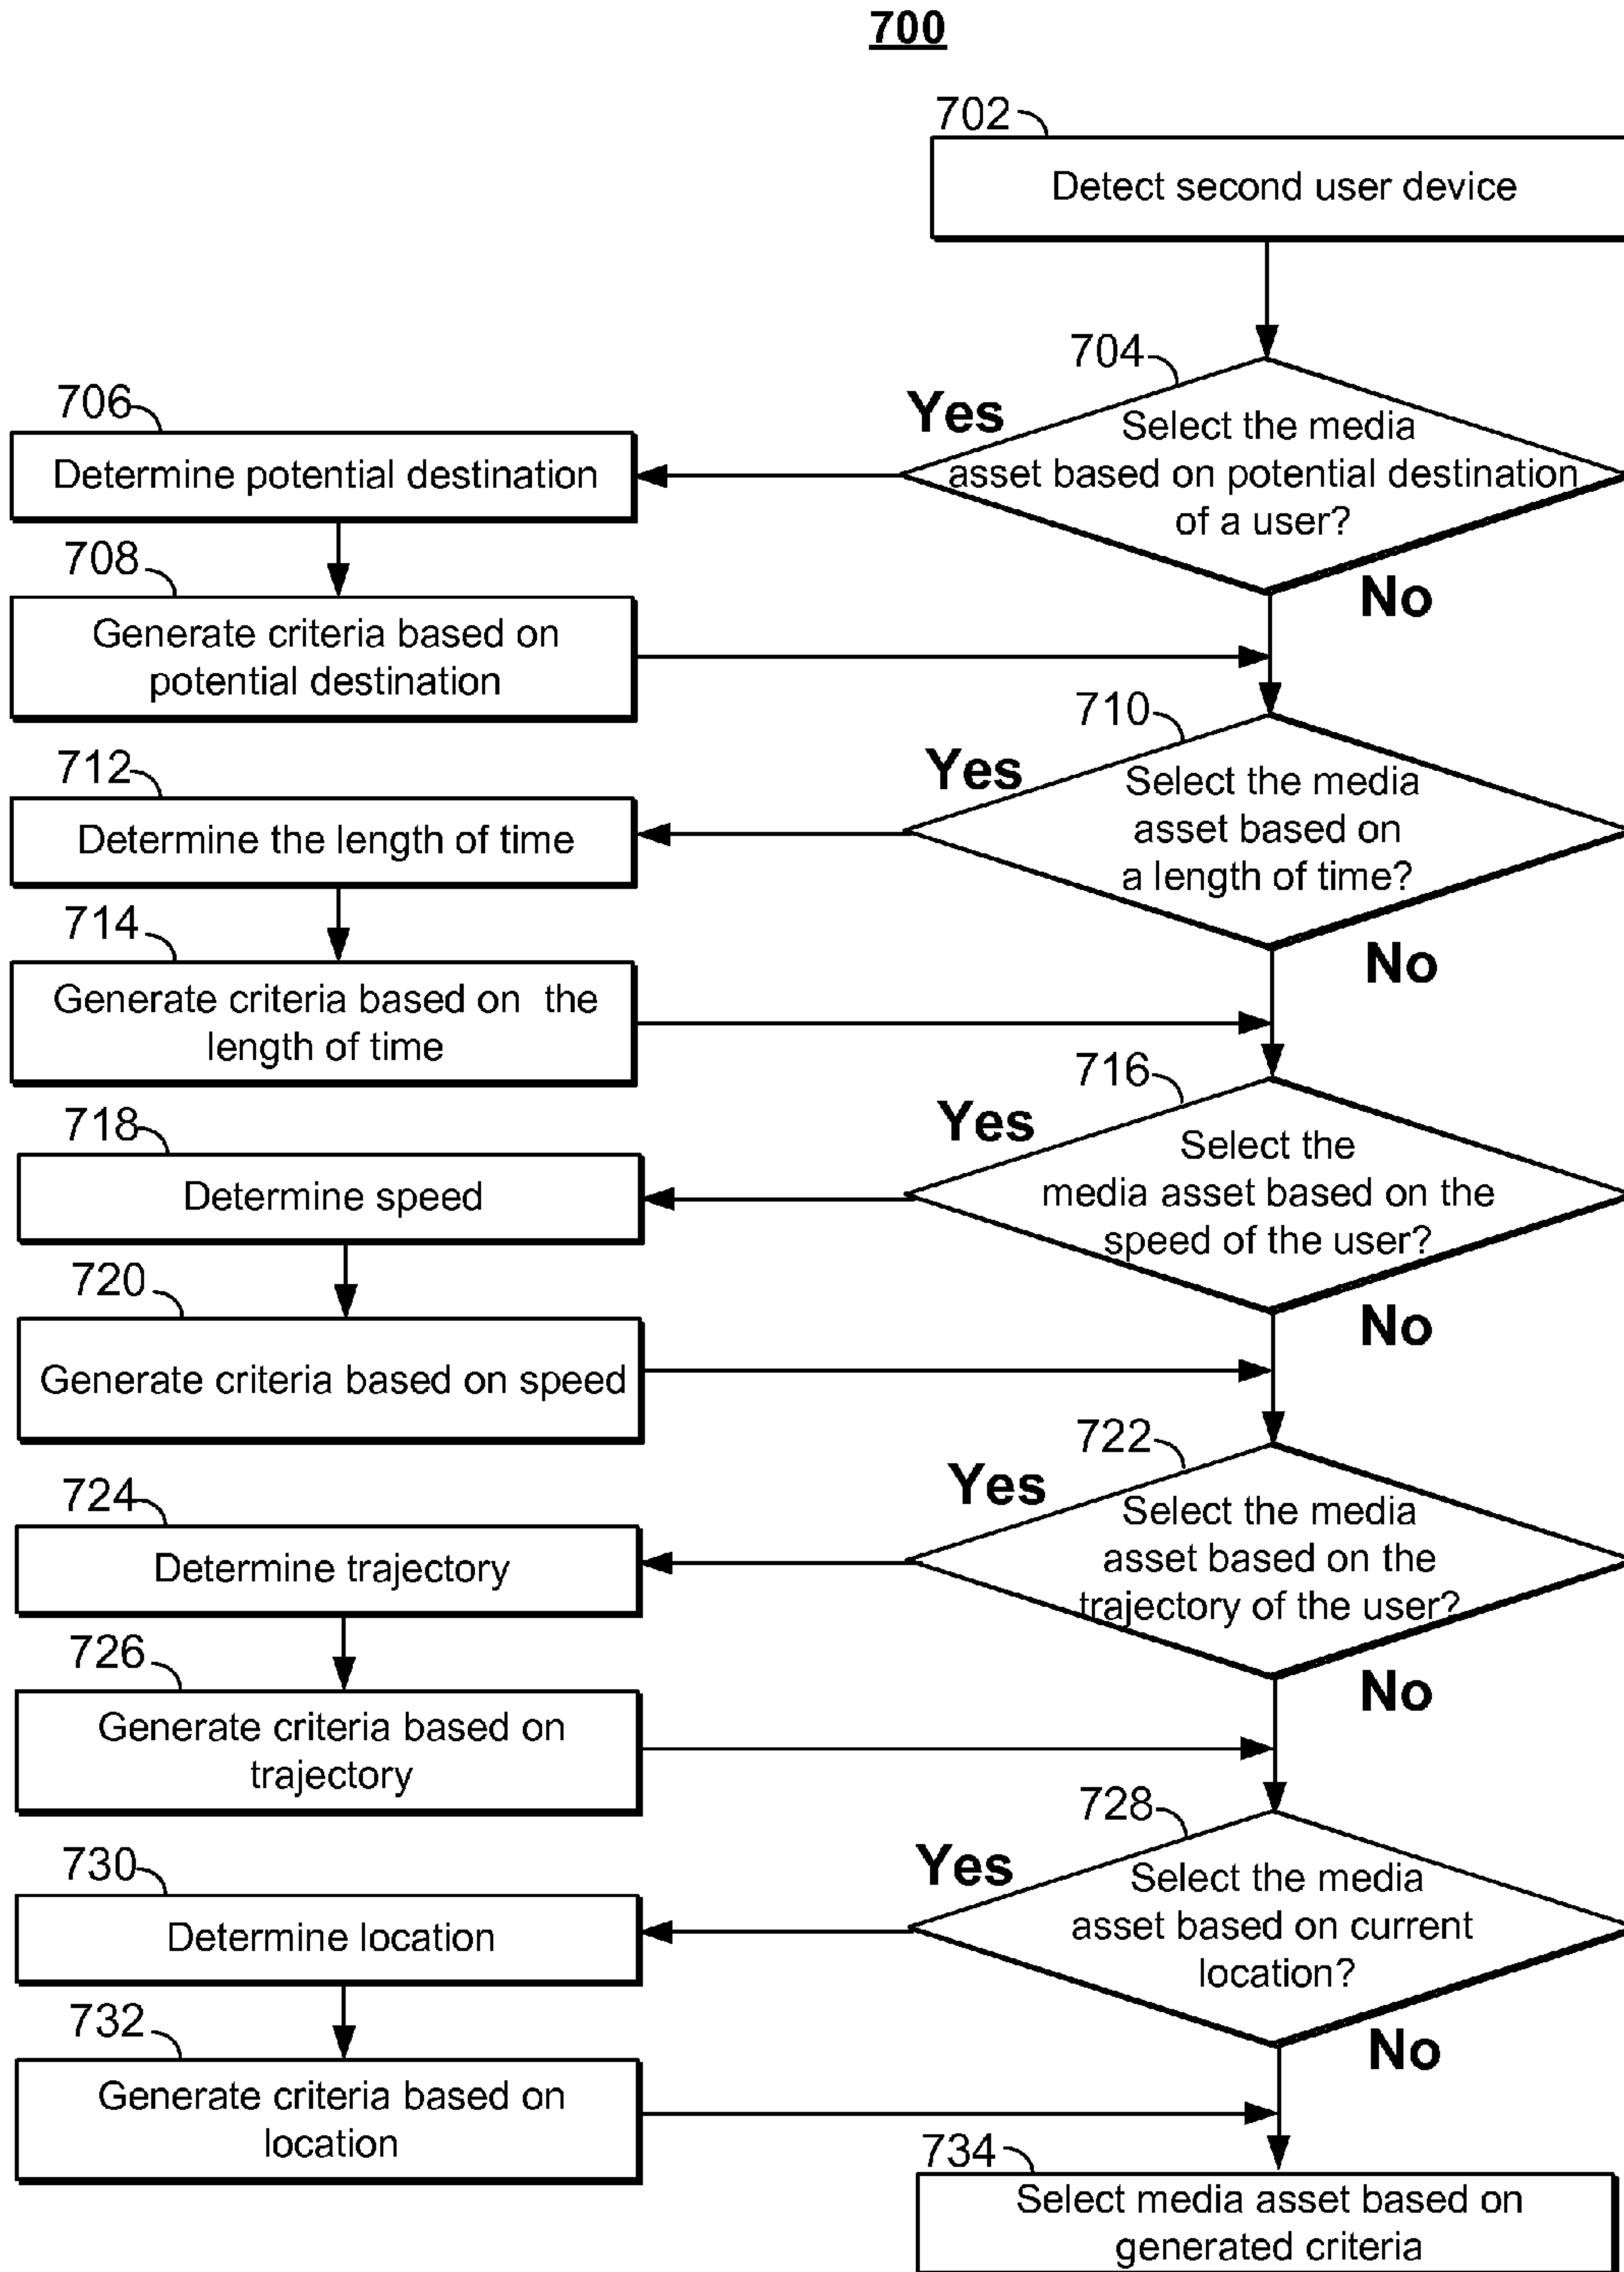 700
702
Detect second user device
704
Yes
Select the media
asset based on potential destination
of a user?
No
706
Determine potential destination
708
Generate criteria based on
potential destination
710
Yes
Select the media
asset based on
a length of time?
No
712
Determine the length of time
714
Generate criteria based on the
length of time
716
Yes
Select the
media asset based on the
speed of the user?
No
718
Determine speed
720
Generate criteria based on speed
722
Yes
Select the media
asset based on the
trajectory of the user?
No
724
Determine trajectory
726
Generate criteria based on
trajectory
728
Yes
Select the media
asset based on current
location?
No
730
Determine location
732
Generate criteria based on
location
734
Select media asset based on
generated criteria